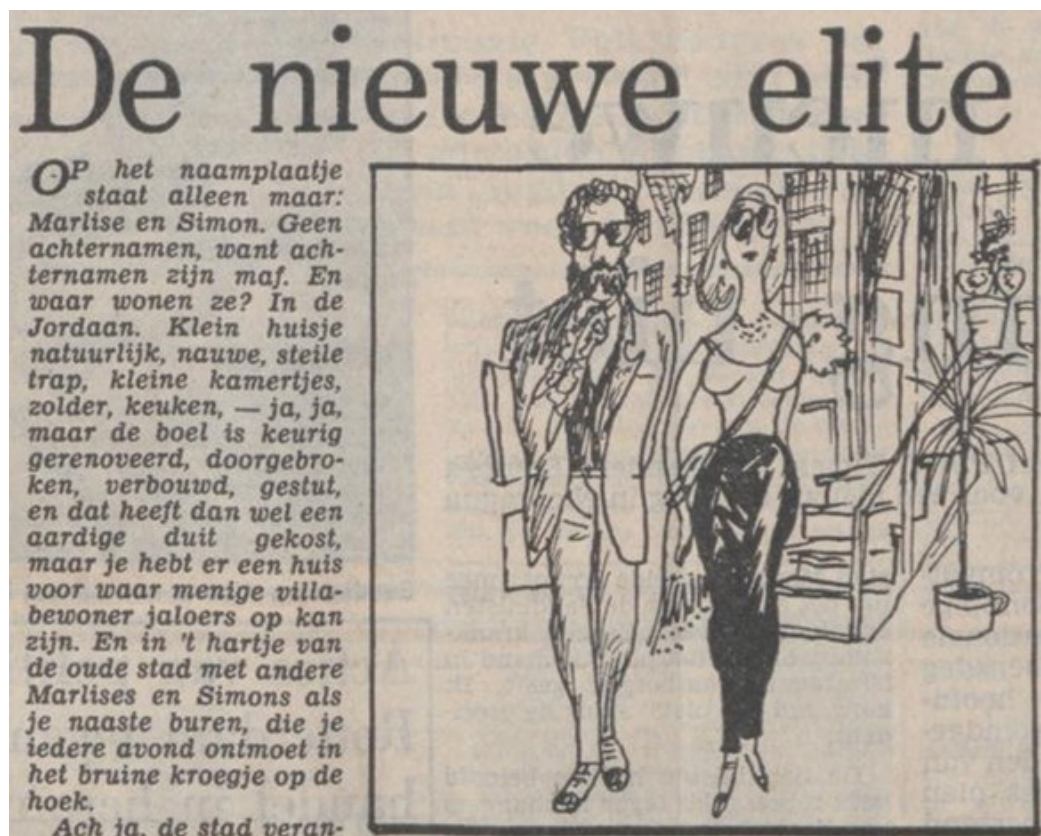 De nieuwe elite
OP het naamplaatje
staat alleen maar:
Marlise en Simon. Geen
achternamen, want ach-
ternamen zijn maf. En
waar wonen ze? In de
Jordaan. Klein huisje
natuurlijk, nauwe, steile
trap, kleine kamertjes,
zolder, keuken, — ja, ja,
maar de boel is keurig
gerenoveerd, doorgebro-
ken, verbouwd, gestut,
en dat heeft dan wel een
aardige duit gekost,
maar je hebt er een huis
voor waar menige villa-
bewoner jaloers op kan
zijn. En in 't hartje van
de oude stad met andere
Marlises en Simons als
je naaste buren, die je
iedere avond ontmoet in
het bruine kroegje op de
hoek.
Ach ja, de stad veran-